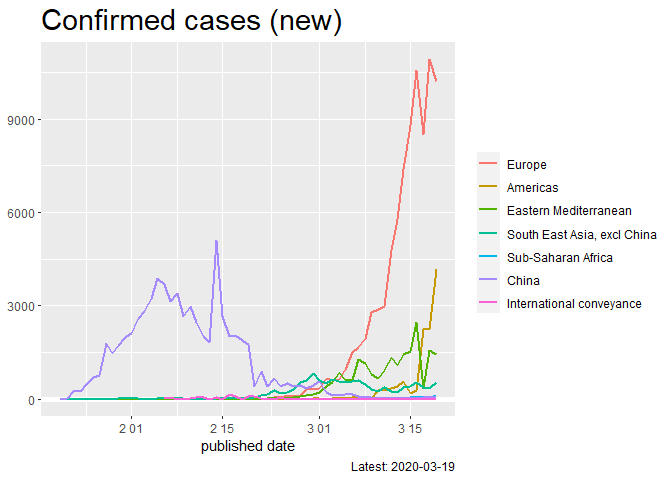 Confirmed cases (new)
9000
6000
3000
0
2 01
2 15
3 01
3 15
published date
Europe
Americas
Eastern Mediterranean
South East Asia, excl China
Sub-Saharan Africa
China
International conveyance
Latest: 2020-03-19